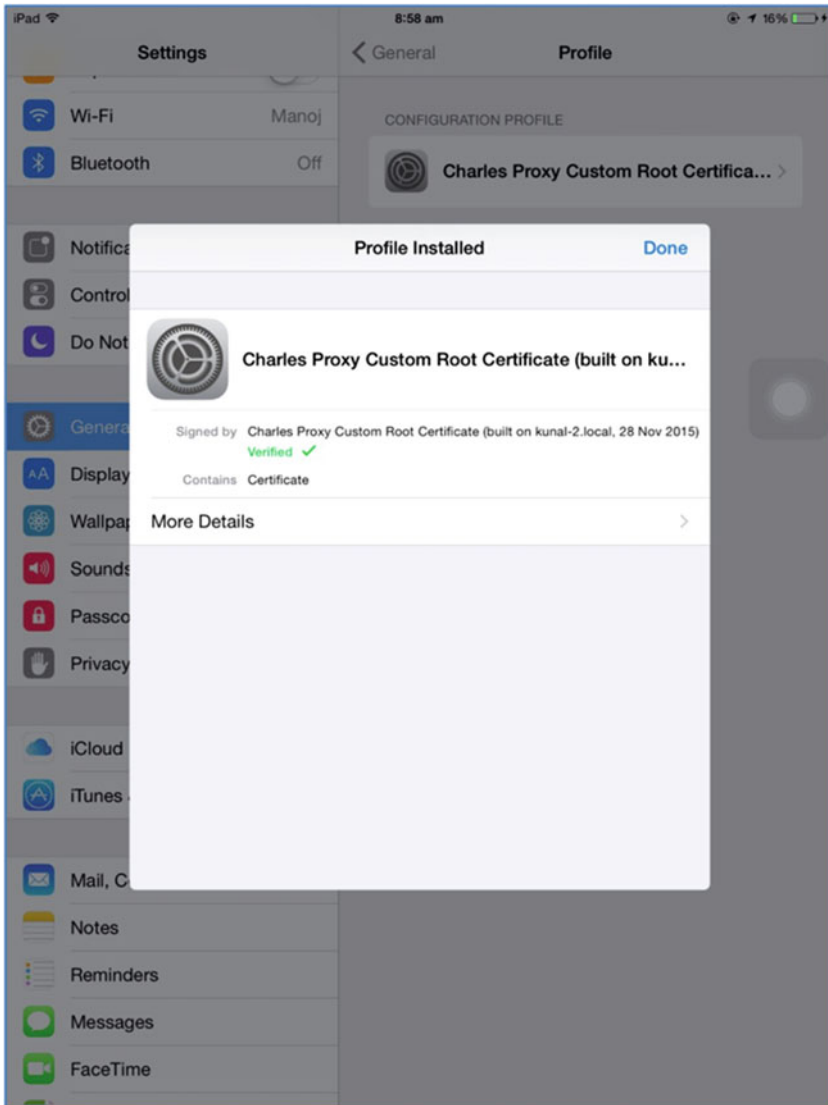 iPad 8:58 am 16%
Settings
General Profile
Wi-Fi Manoj
Bluetooth Off
CONFIGURATION PROFILE
Charles Proxy Custom Root Certifica...
Profile Installed Done
Charles Proxy Custom Root Certificate (built on ku...
Signed by Charles Proxy Custom Root Certificate (built on kunal-2.local, 28 Nov 2015)
Verified
Contains Certificate
More Details
Notifica
Control
Do Not
Genera
Display
Wallpap
Sounds
Passco
Privacy
iCloud
iTunes
Mail, C
Notes
Reminders
Messages
FaceTime